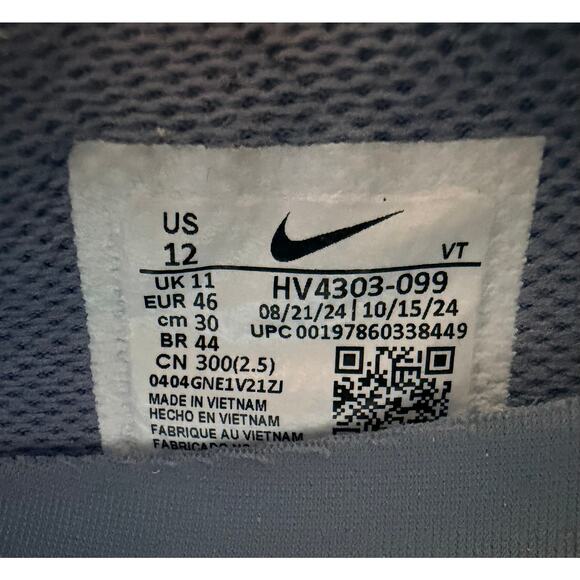 US
12
VT
UK 11
EUR 46
cm 30
BR 44
CN 300(2.5)
HV4303-099
08/21/24 | 10/15/24
UPC 00197860338449
0404GNE1V21ZJ
MADE IN VIETNAM
HECHO EN VIETNAM
FABRIQUE AU VIETNAM
FABRICADO